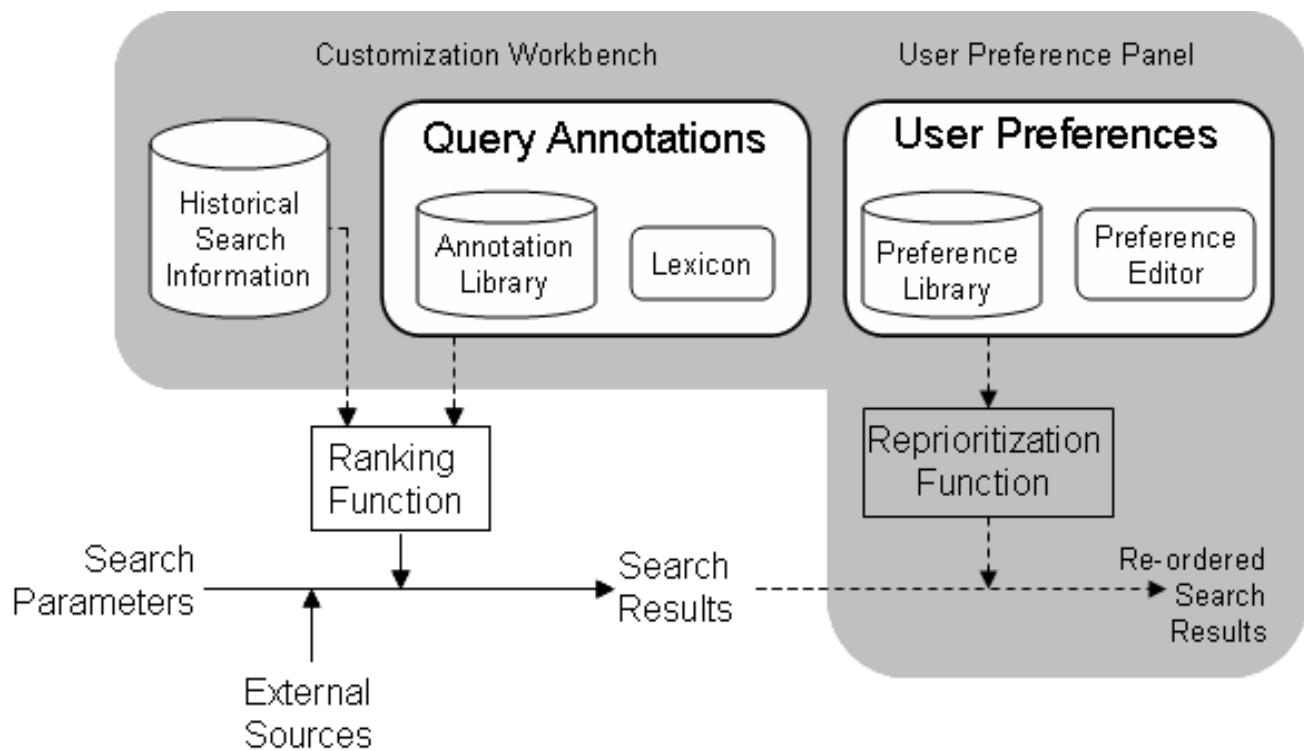 Customization Workbench
User Preference Panel
Historical
Search
Information
Query Annotations
Annotation
Library
Lexicon
User Preferences
Preference
Library
Preference
Editor
Ranking
Function
Reprioritization
Function
Search
Parameters
External
Sources
Search
Results
Re-ordered
Search
Results